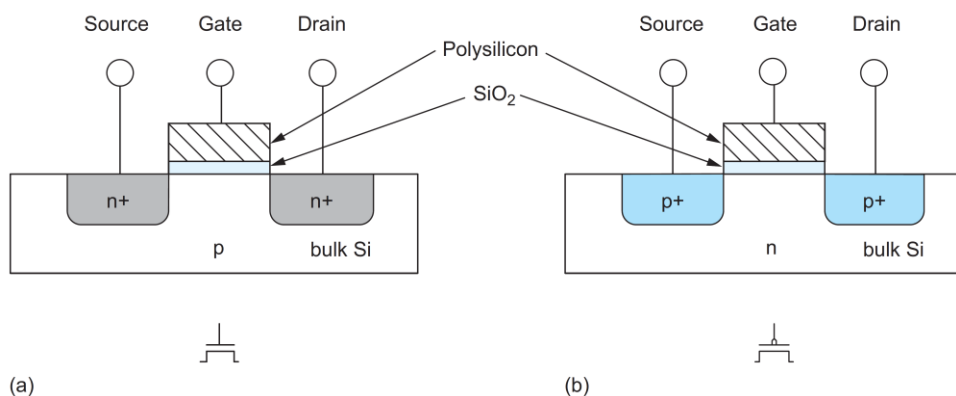 Source Gate Drain
Source Gate Drain
Polysilicon
SiO₂
n+ n+
p bulk Si
p+ p+
n bulk Si
(a)
(b)